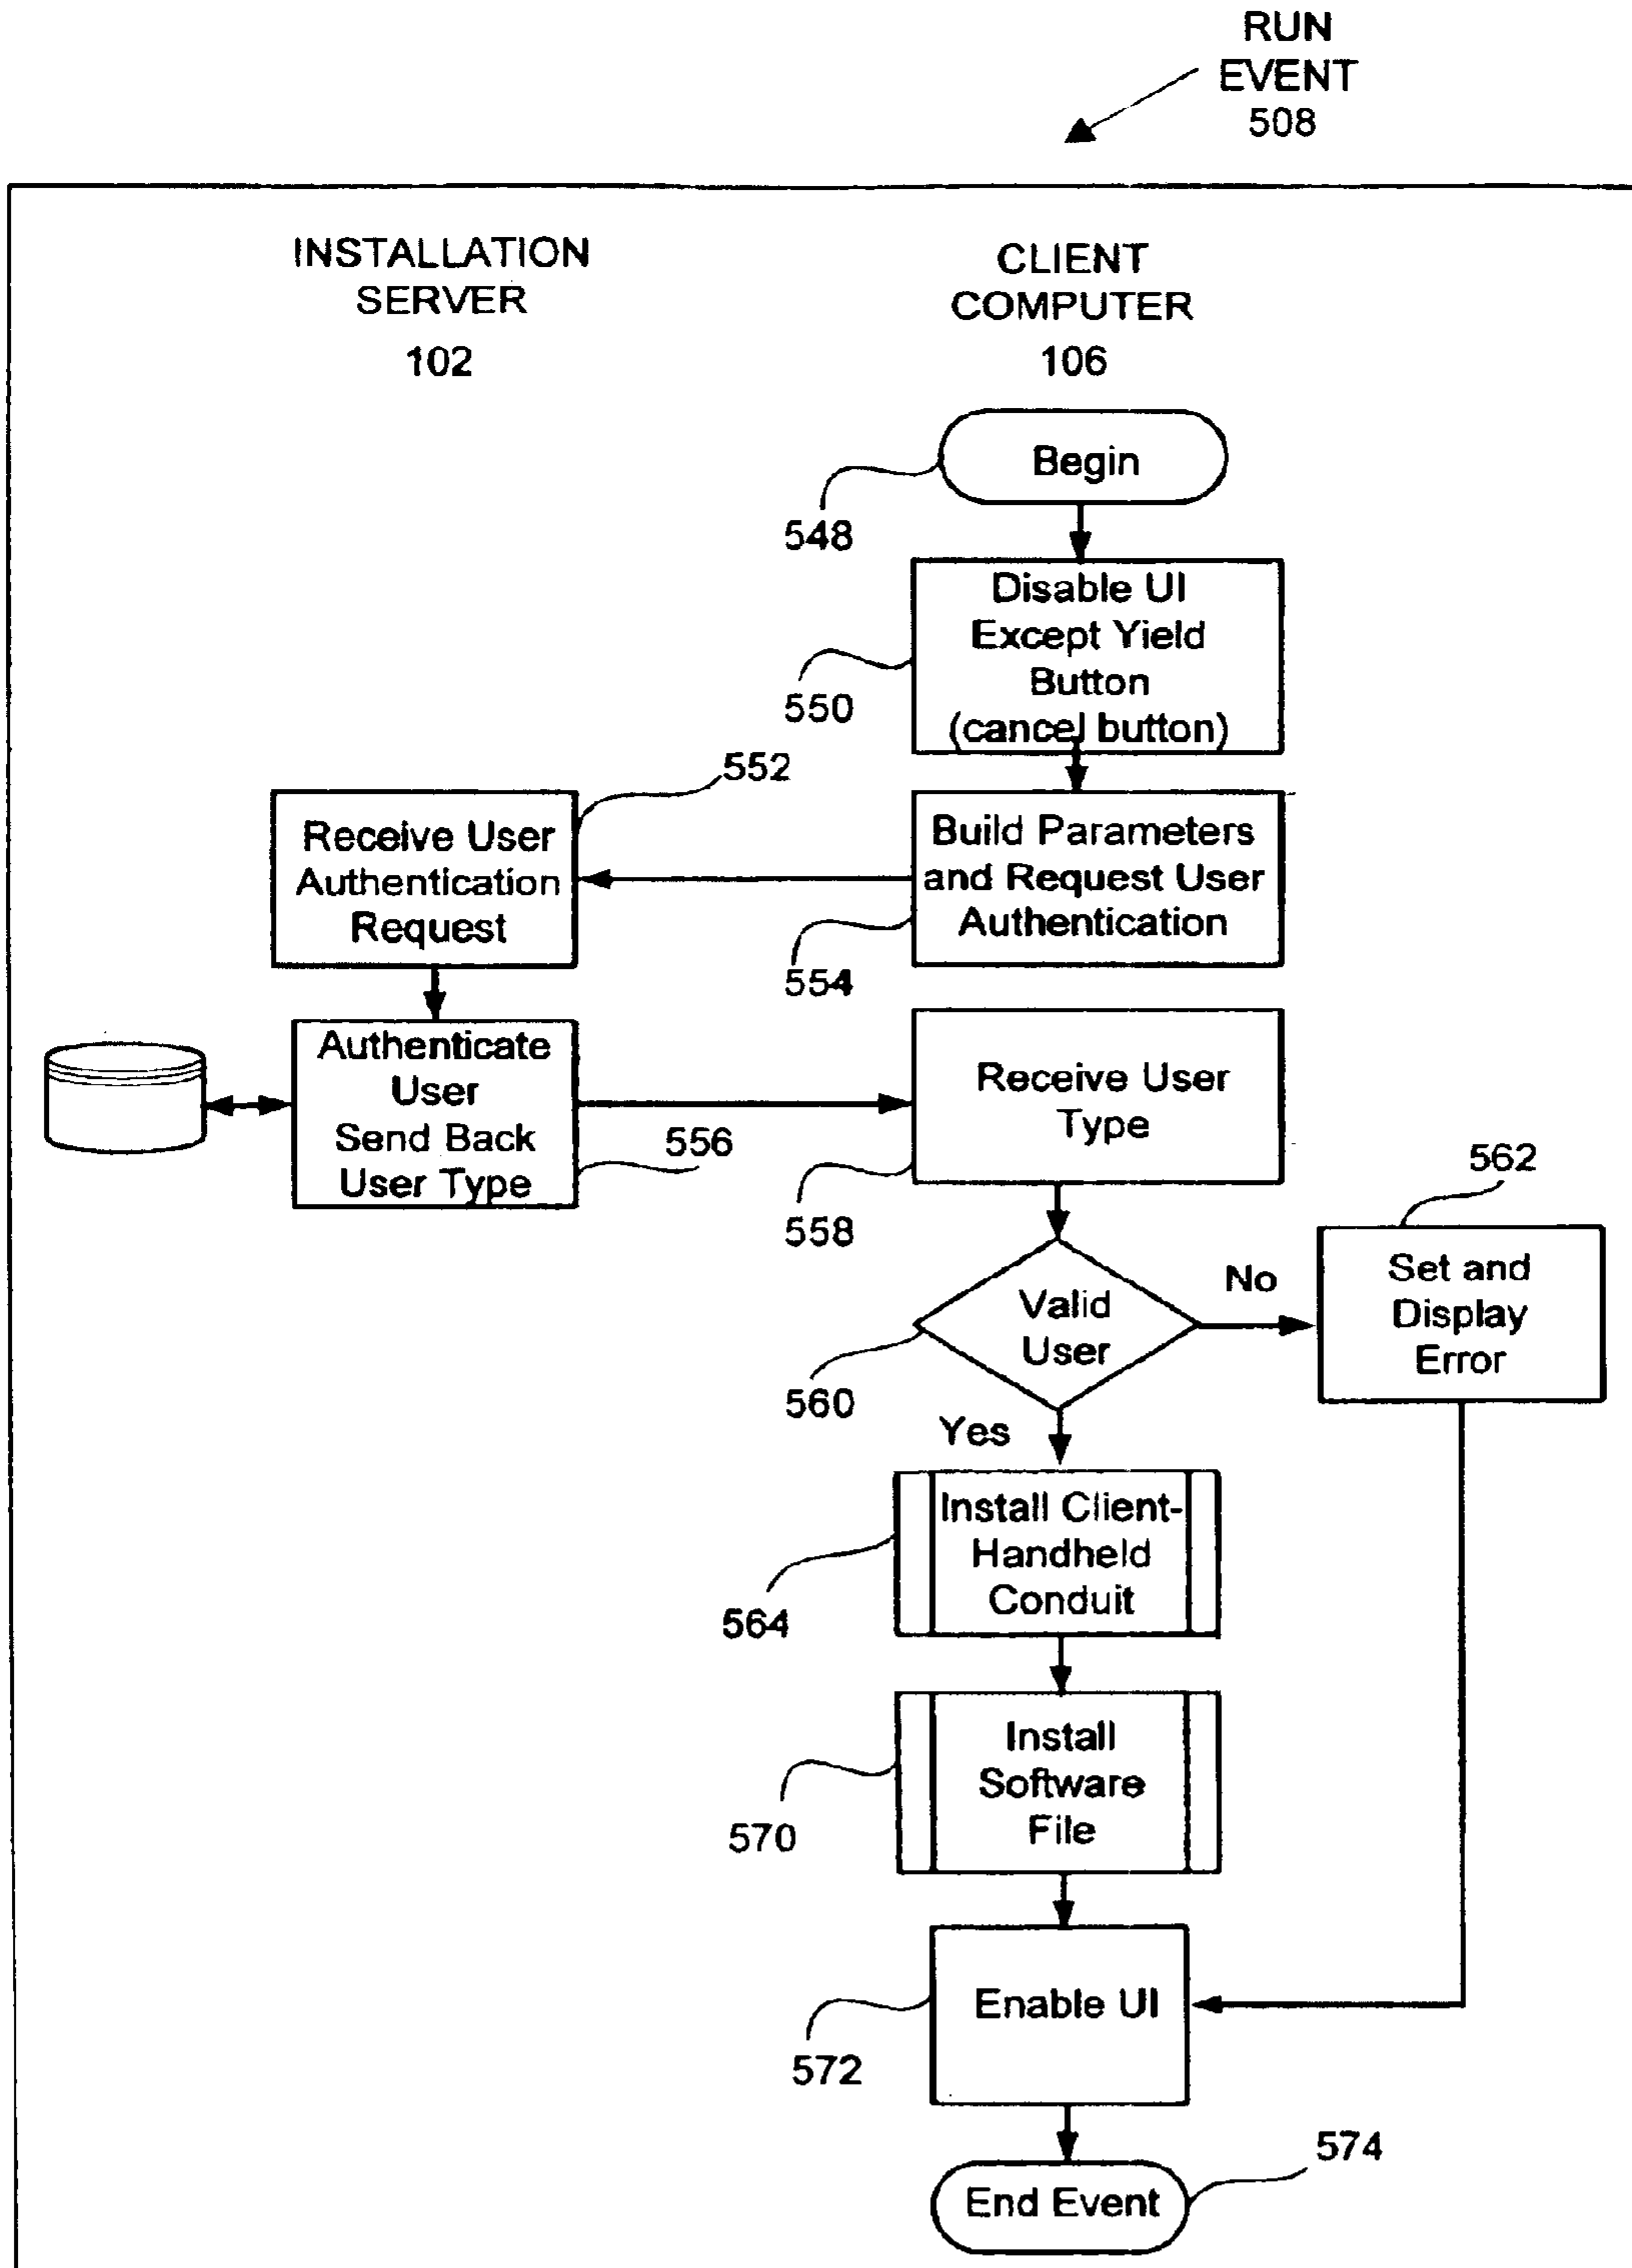 RUN
EVENT
508
INSTALLATION
SERVER
102
CLIENT
COMPUTER
106
Begin
548
Disable UI
Except Yield
Button
(cancel button)
550
552
Receive User
Authentication
Request
Build Parameters
and Request User
Authentication
554
Authenticate
User
Send Back
User Type
556
Receive User
Type
558
562
Valid
User
No
560
Set and
Display
Error
Yes
Install Client-
Handheld
Conduit
564
Install
Software
File
570
Enable UI
572
574
End Event